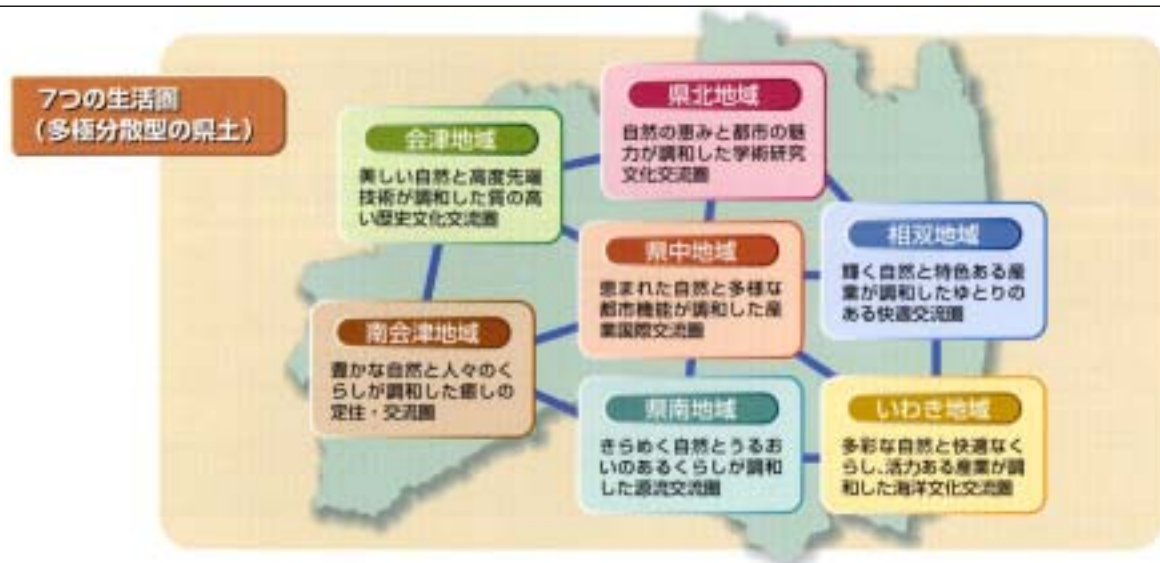 7つの生活圏
（多極分散型の県土）
県北地域
自然の恵みと都市の魅
力が調和した学術研究
文化交流圏
会津地域
美しい自然と高度先端
技術が調和した質の高
い歴史文化交流圏
県中地域
恵まれた自然と多様な
都市機能が調和した産
業国際交流圏
相双地域
輝く自然と特色ある産
業が調和したゆとりの
ある快適交流圏
南会津地域
豊かな自然と人々のく
らしが調和した癒しの
定住・交流圏
県南地域
きらめく自然とうるお
いのあるくらしが調和
した源流交流圏
いわき地域
多彩な自然と快適なく
らし、活力ある産業が調
和した海洋文化交流圏